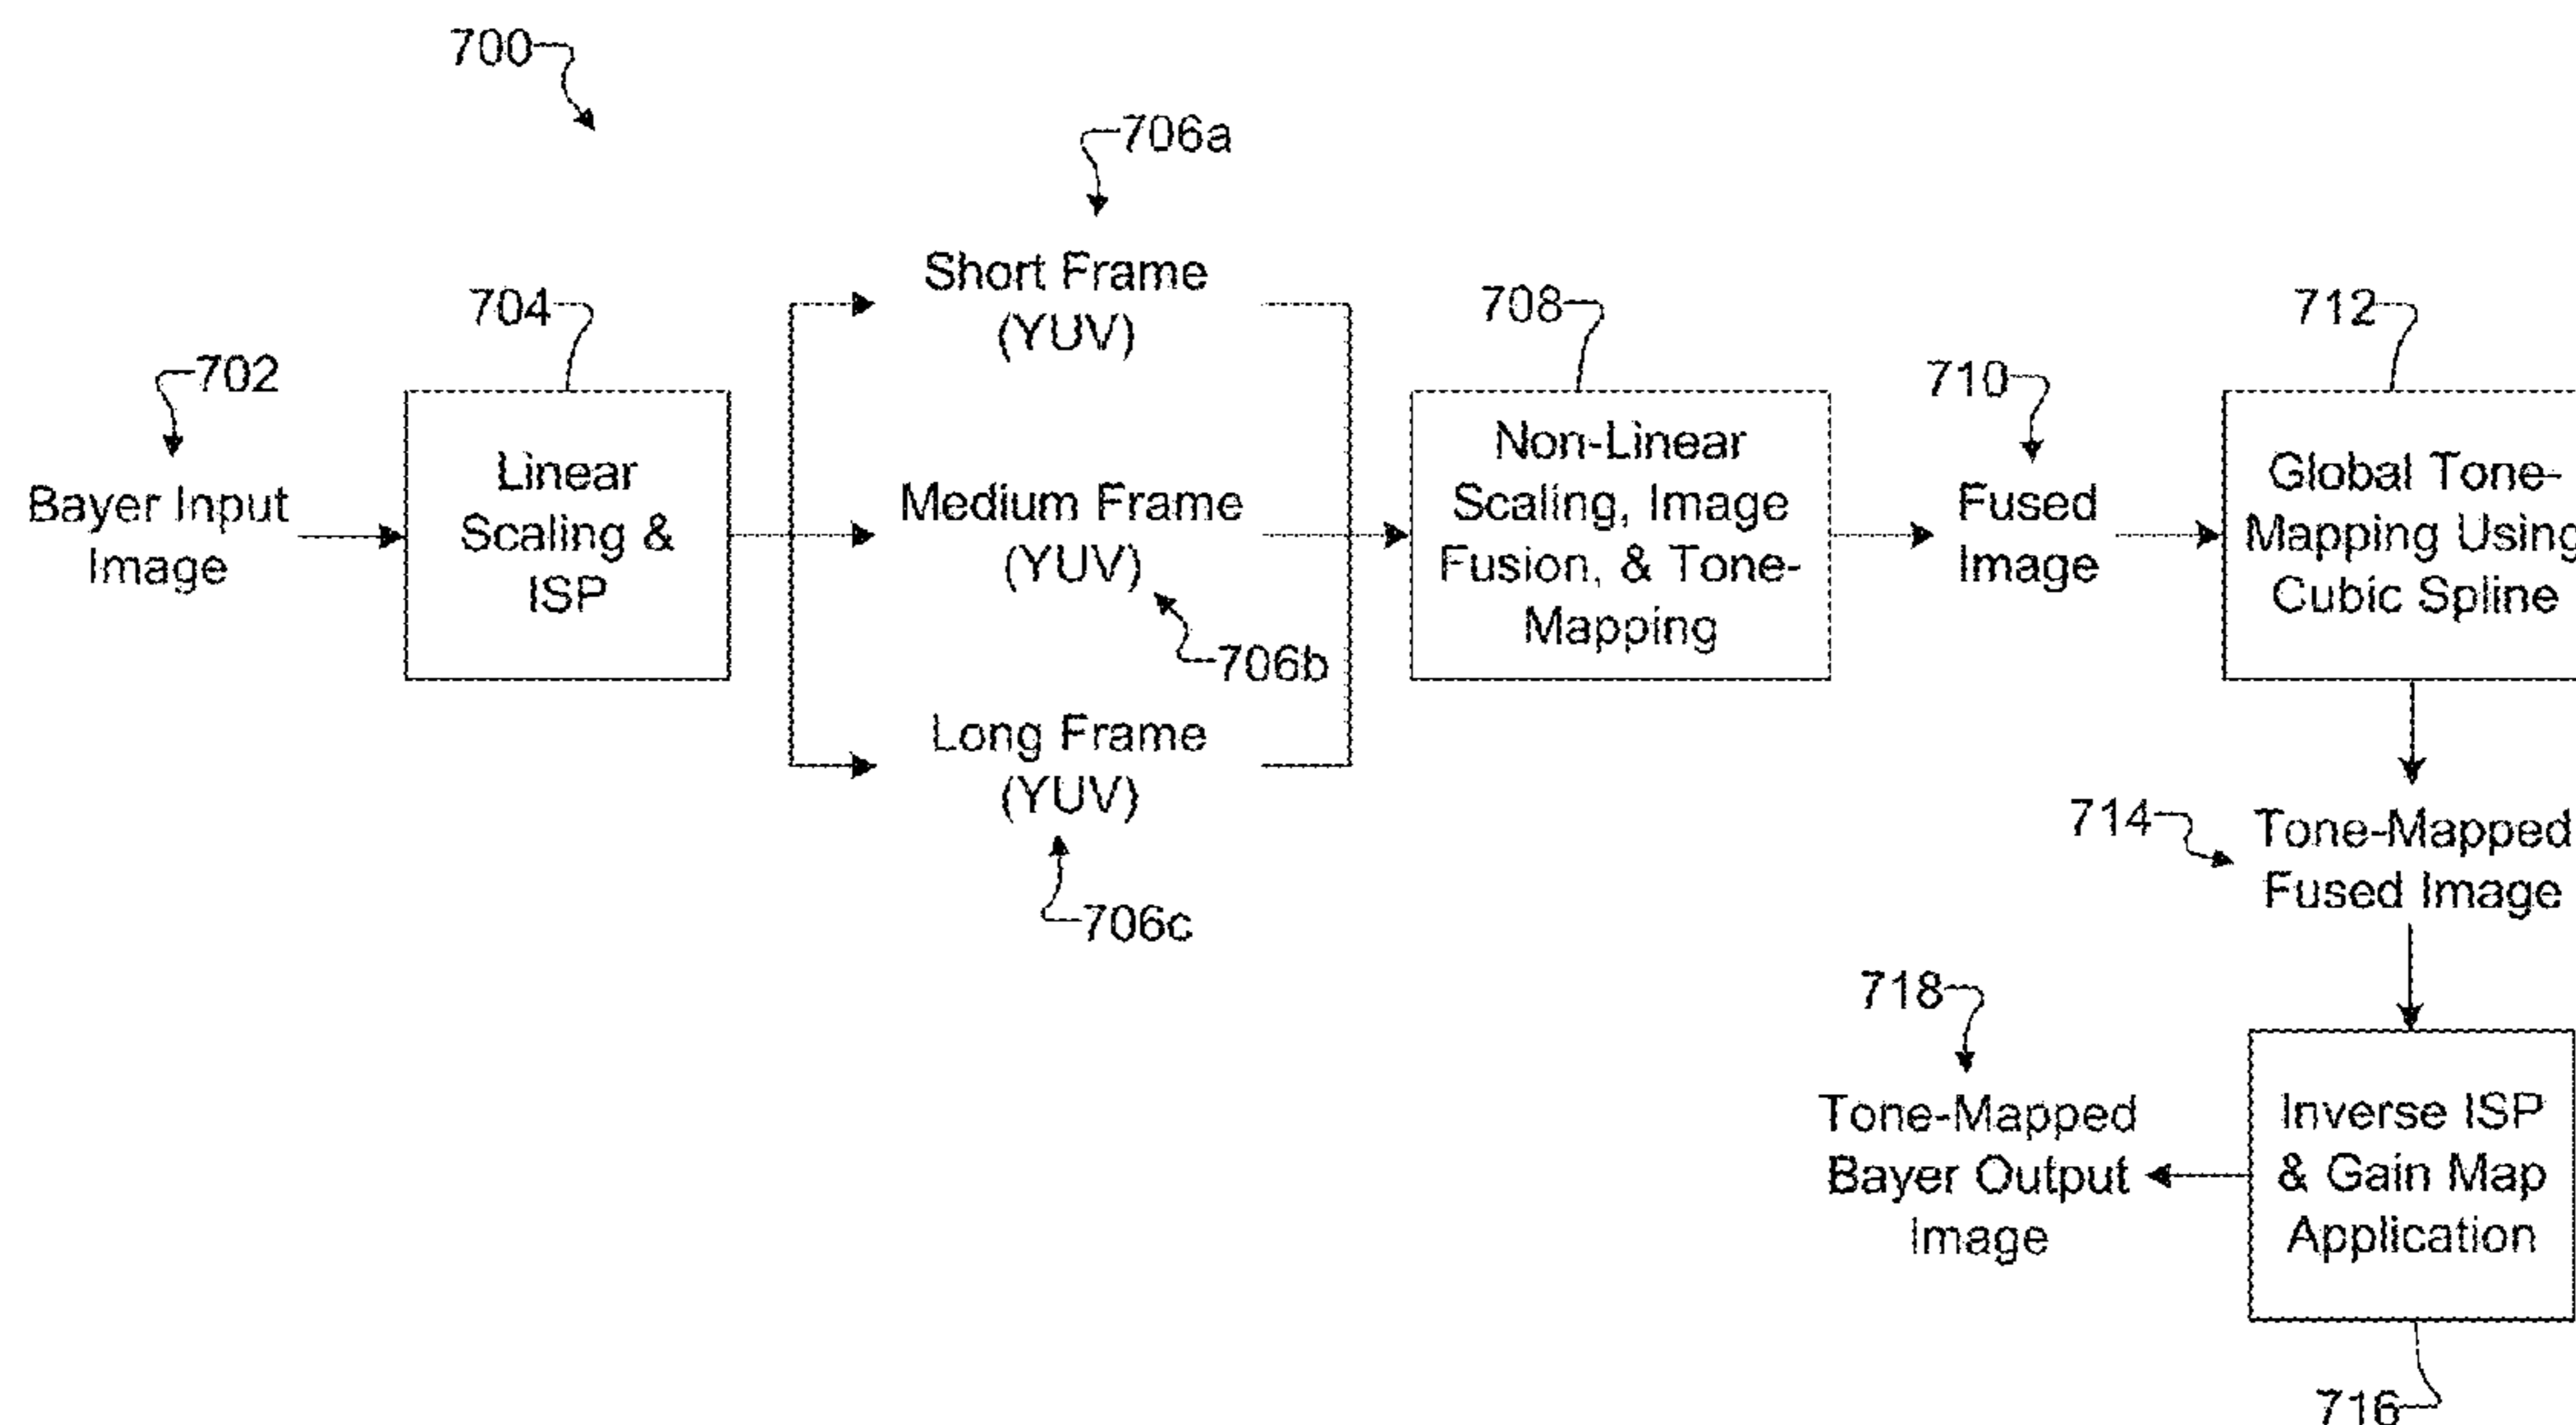 700
706a
Short Frame
(YUV)
704
708
712
702
710
Bayer Input
Image
Linear
Scaling &
ISP
Medium Frame
(YUV)
706b
Non-Linear
Scaling, Image
Fusion, & Tone-
Mapping
Fused
Image
Global Tone-
Mapping Using
Cubic Spline
Long Frame
(YUV)
706c
714
Tone-Mapped
Fused Image
718
Tone-Mapped
Bayer Output
Image
Inverse ISP
& Gain Map
Application
716